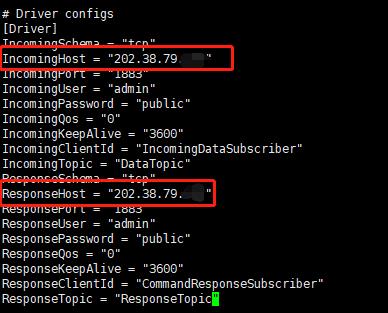 # Driver configs
[Driver]
IncomingSchema = "tcp"
IncomingHost = "202.38.79. "
IncomingPort = "1883"
IncomingUser = "admin"
IncomingPassword = "public"
IncomingQos = "0"
IncomingKeepAlive = "3600"
IncomingClientId = "IncomingDataSubscriber"
IncomingTopic = "DataTopic"
ResponseSchema = "tcp"
ResponseHost = "202.38.79. "
ResponsePort = "1883"
ResponseUser = "admin"
ResponsePassword = "public"
ResponseQos = "0"
ResponseKeepAlive = "3600"
ResponseClientId = "CommandResponseSubscriber"
ResponseTopic = "ResponseTopic"